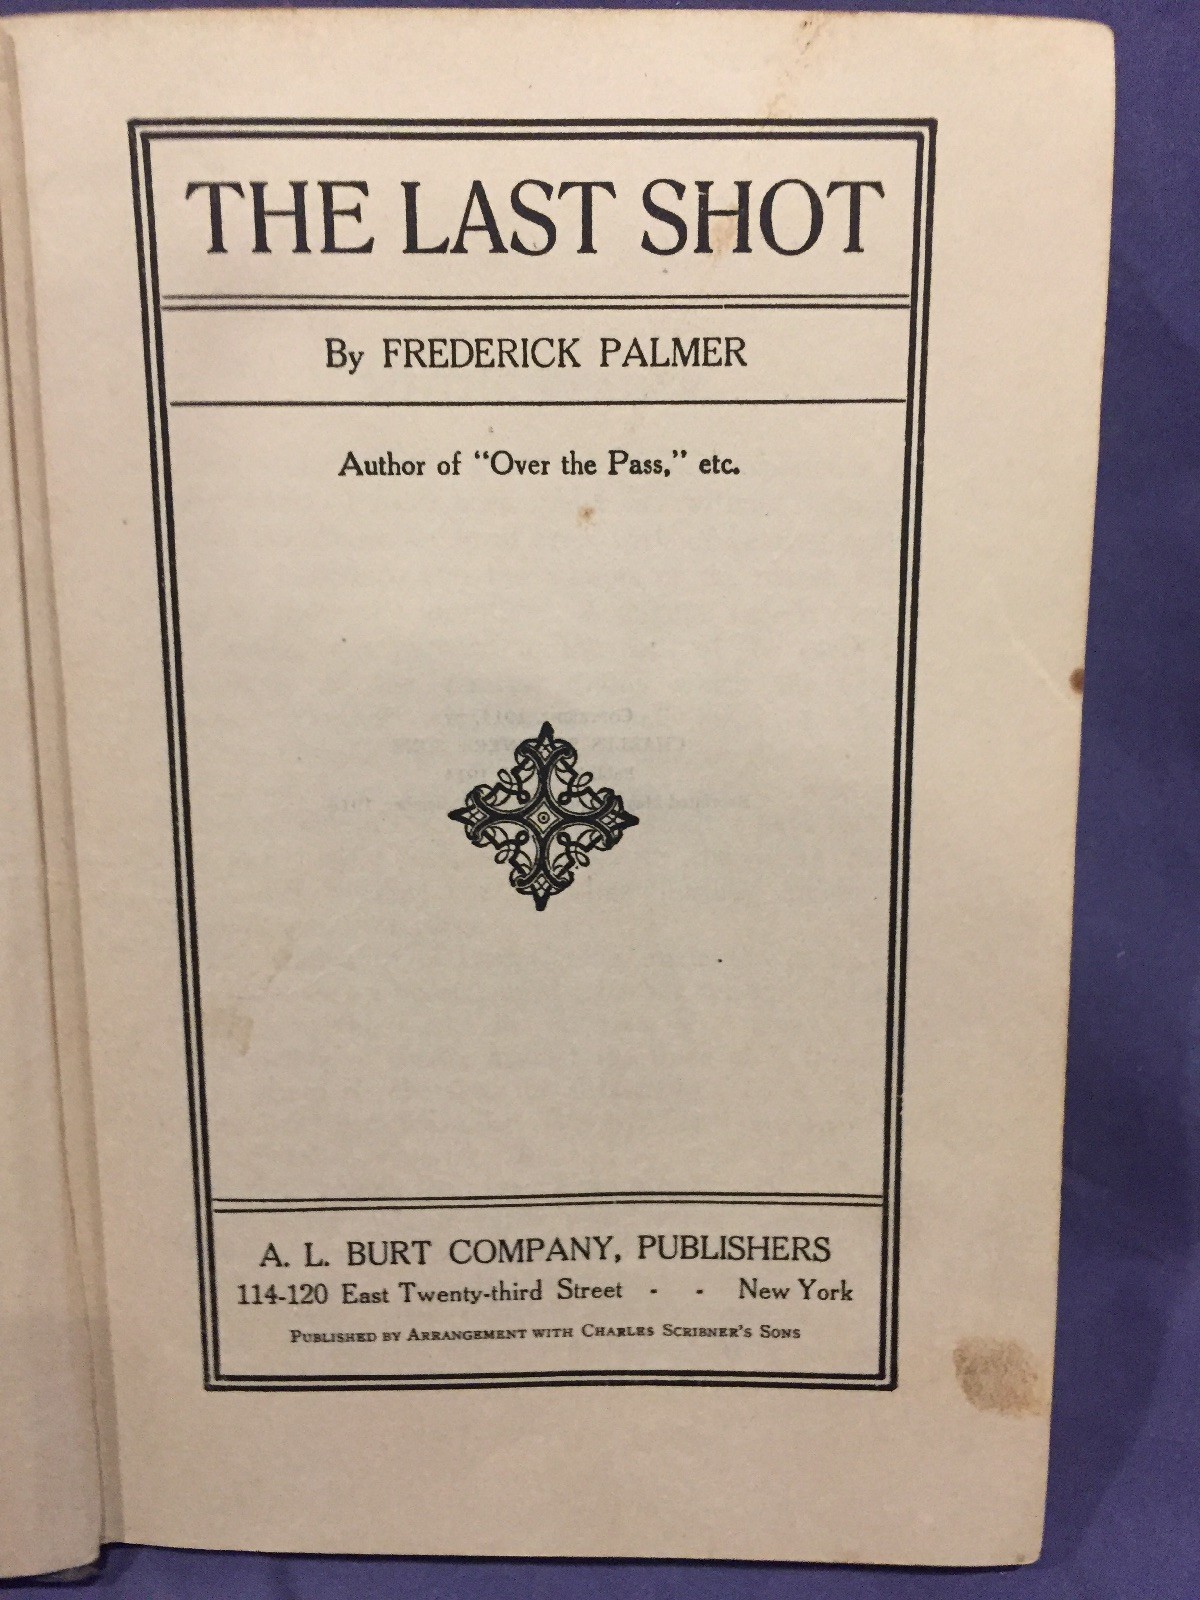 THE LAST SHOT
By FREDERICK PALMER
Author of “Over the Pass,” etc.
A. L. BURT COMPANY, PUBLISHERS
114-120 East Twenty-third Street - - New York
PUBLISHED BY ARRANGEMENT WITH CHARLES SCRIBNER'S SONS